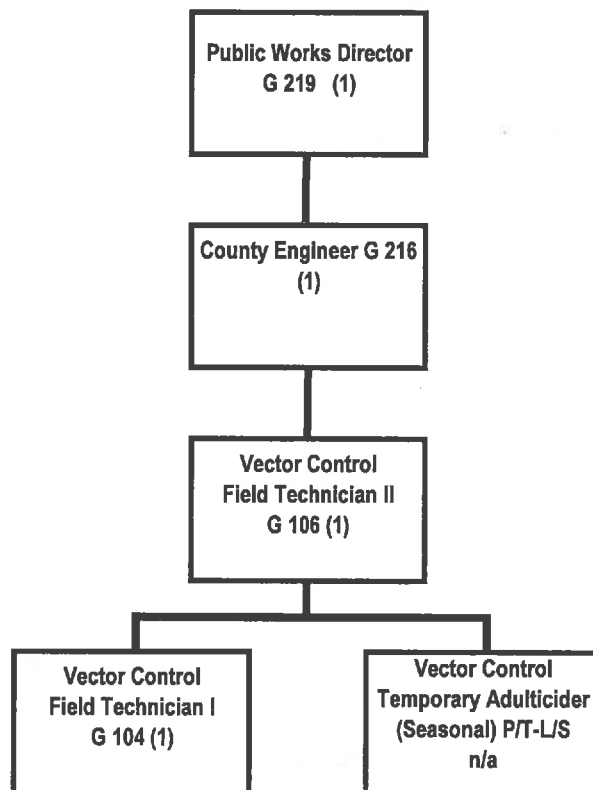 Public Works Director
G 219 (1)
County Engineer G 216
(1)
Vector Control
Field Technician II
G 106 (1)
Vector Control
Field Technician I
G 104 (1)
Vector Control
Temporary Adulticider
(Seasonal) P/T-L/S
n/a